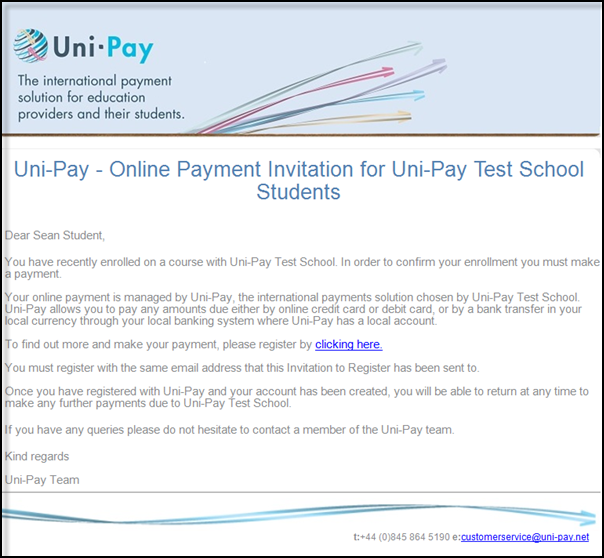 Uni·Pay
The international payment
solution for education
providers and their students.
Uni-Pay - Online Payment Invitation for Uni-Pay Test School
Students
Dear Sean Student,
You have recently enrolled on a course with Uni-Pay Test School. In order to confirm your enrollment you must make
a payment.
Your online payment is managed by Uni-Pay, the international payments solution chosen by Uni-Pay Test School.
Uni-Pay allows you to pay any amounts due either by online credit card or debit card, or by a bank transfer in your
local currency through your local banking system where Uni-Pay has a local account.
To find out more and make your payment, please register by clicking here.
You must register with the same email address that this Invitation to Register has been sent to.
Once you have registered with Uni-Pay and your account has been created, you will be able to return at any time to
make any further payments due to Uni-Pay Test School.
If you have any queries please do not hesitate to contact a member of the Uni-Pay team.
Kind regards
Uni-Pay Team
t:+44 (0)845 864 5190 e:customerservice@uni-pay.net